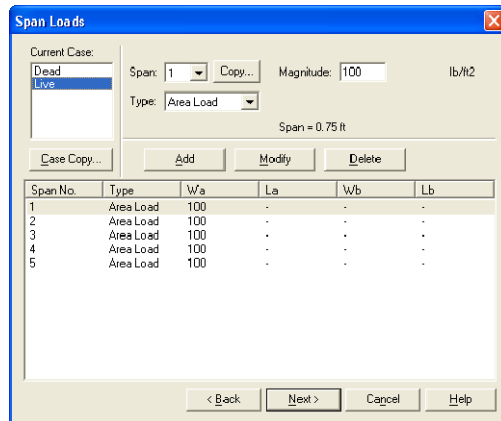 Span Loads
Current Case:
Dead
Live
Span: 1 Copy... Magnitude: 100 lb/ft2
Type: Area Load
Span = 0.75 ft
Case Copy... Add Modify Delete
Span No. Type Wa La Wb Lb
1 Area Load 100 - - -
2 Area Load 100 - - -
3 Area Load 100 - - -
4 Area Load 100 - - -
5 Area Load 100 - - -
< Back Next > Cancel Help